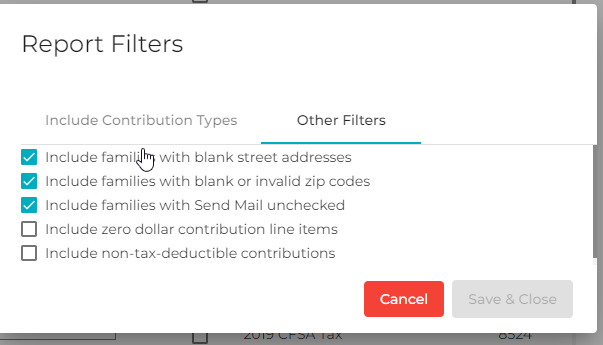 Report Filters
Include Contribution Types
Other Filters
Include families with blank street addresses
Include families with blank or invalid zip codes
Include families with Send Mail unchecked
Include zero dollar contribution line items
Include non-tax-deductible contributions
Cancel
Save & Close
2019 CFSA Tax
8524